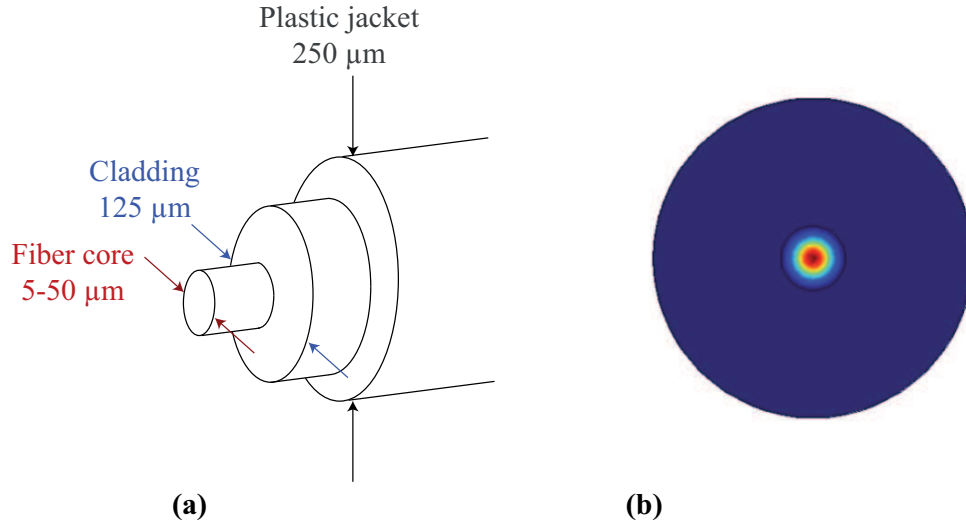 Plastic jacket
250 µm
Cladding
125 µm
Fiber core
5-50 µm
(a)
(b)